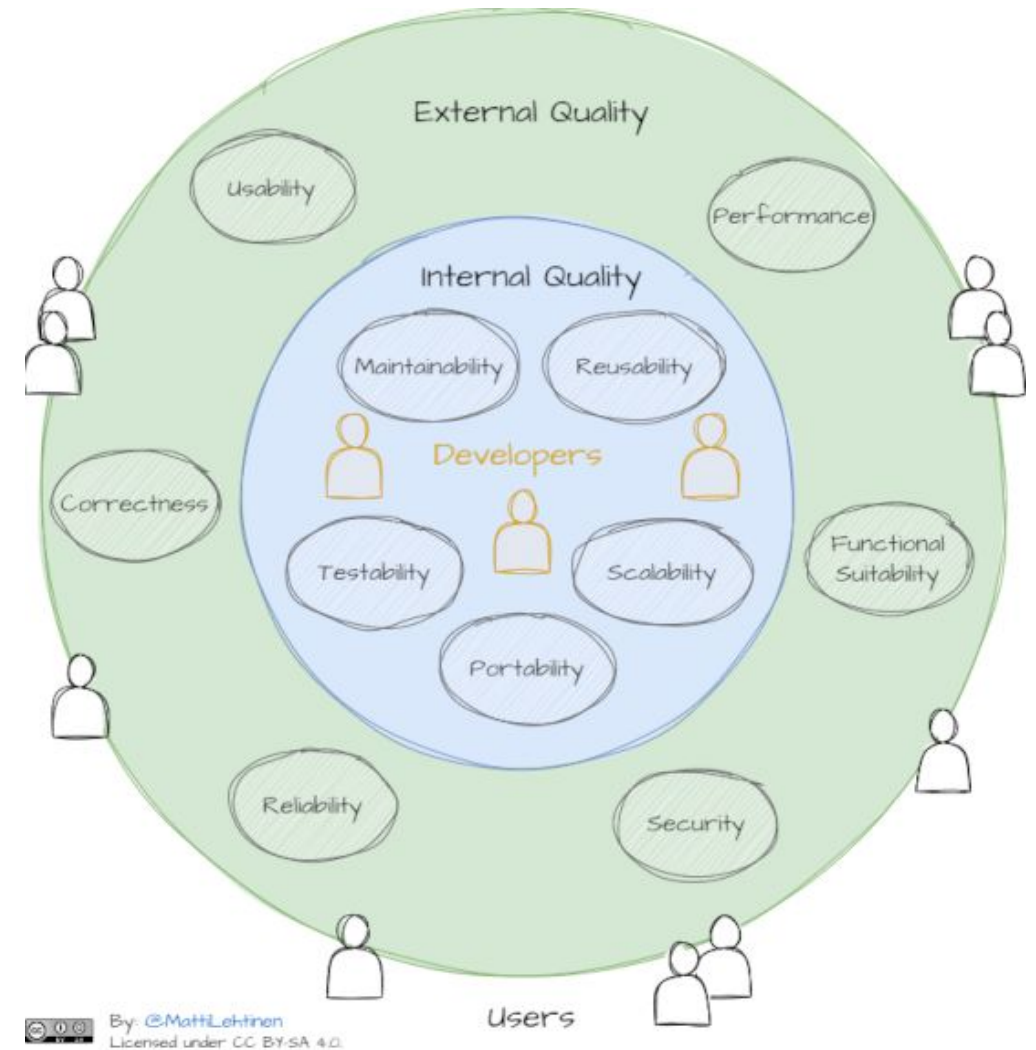 External Quality
Usability
Performance
Internal Quality
Maintainability
Reusability
Developers
Correctness
Testability
Scalability
Functional
Suitability
Portability
Reliability
Security
Users
By: @MattiLehtinen
Licensed under CC BY-SA 4.0.